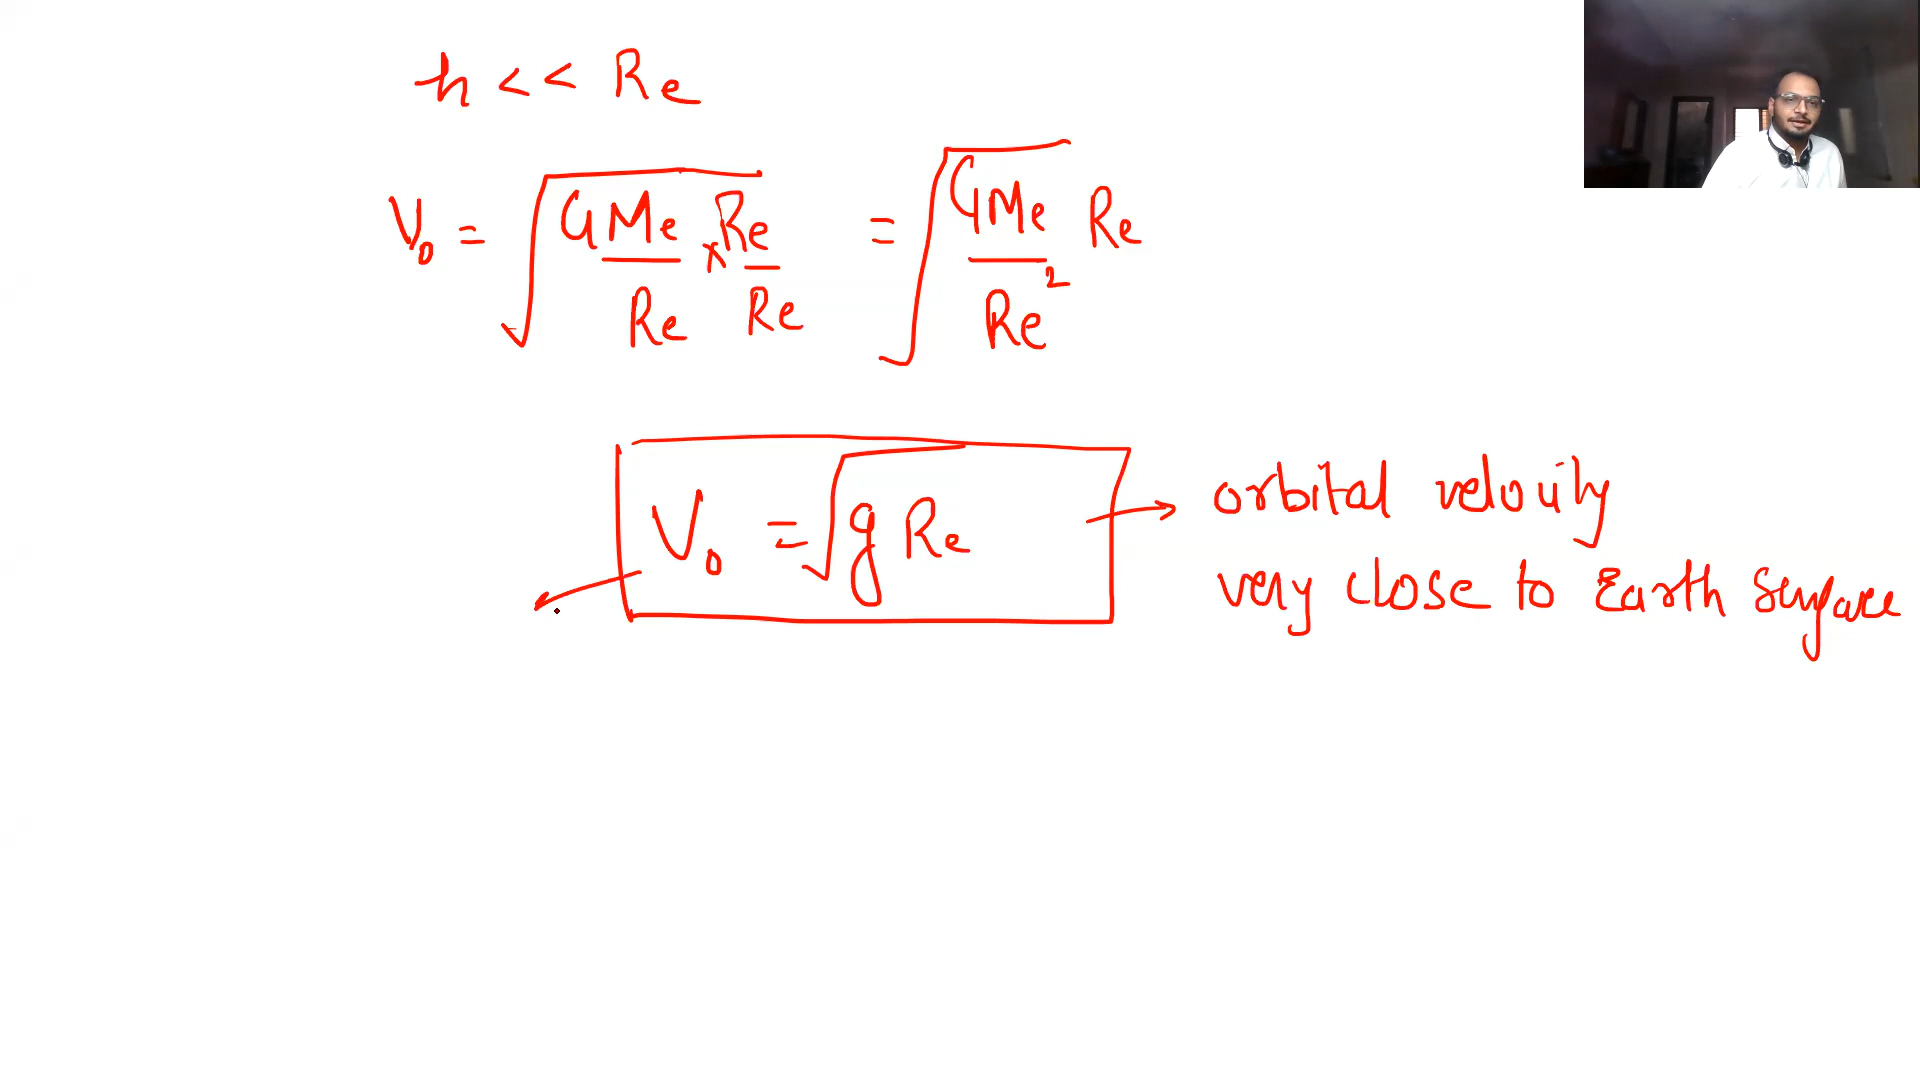 h << Re
V₀ = √(GMe/Re × Re/Re) = √(GMe/Re² Re)
V₀ = √(g Re) → orbital velocity
very close to Earth Surface